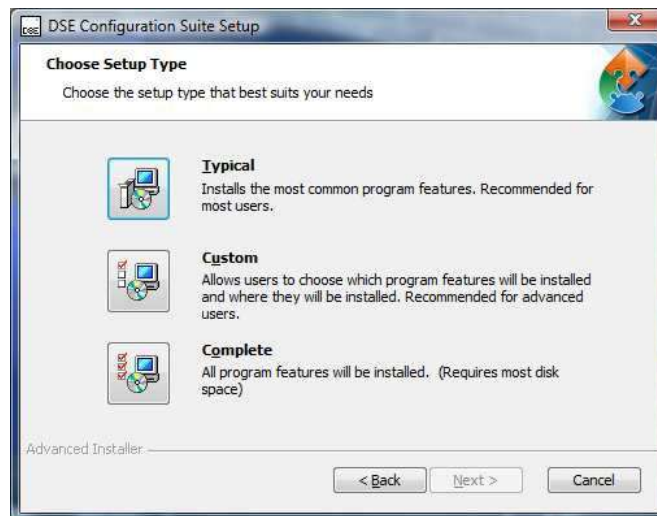 DSE DSE Configuration Suite Setup
Choose Setup Type
Choose the setup type that best suits your needs
Typical
Installs the most common program features. Recommended for
most users.
Custom
Allows users to choose which program features will be installed
and where they will be installed. Recommended for advanced
users.
Complete
All program features will be installed. (Requires most disk
space)
Advanced Installer
< Back Next > Cancel